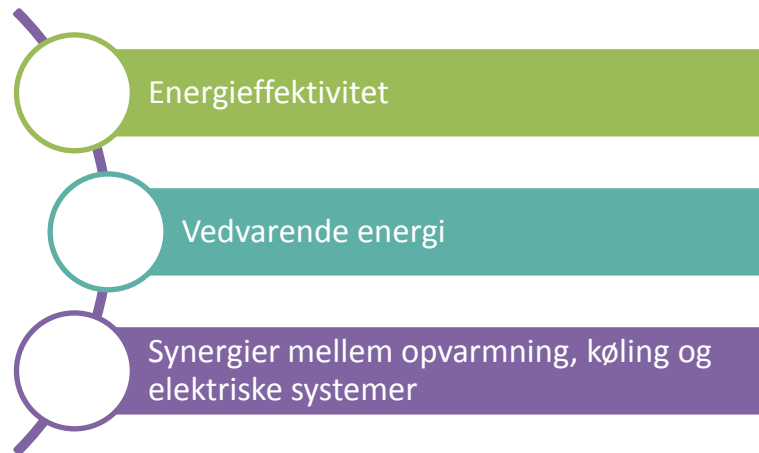 Energieffektivitet
Vedvarende energi
Synergier mellem opvarmning, køling og
elektriske systemer